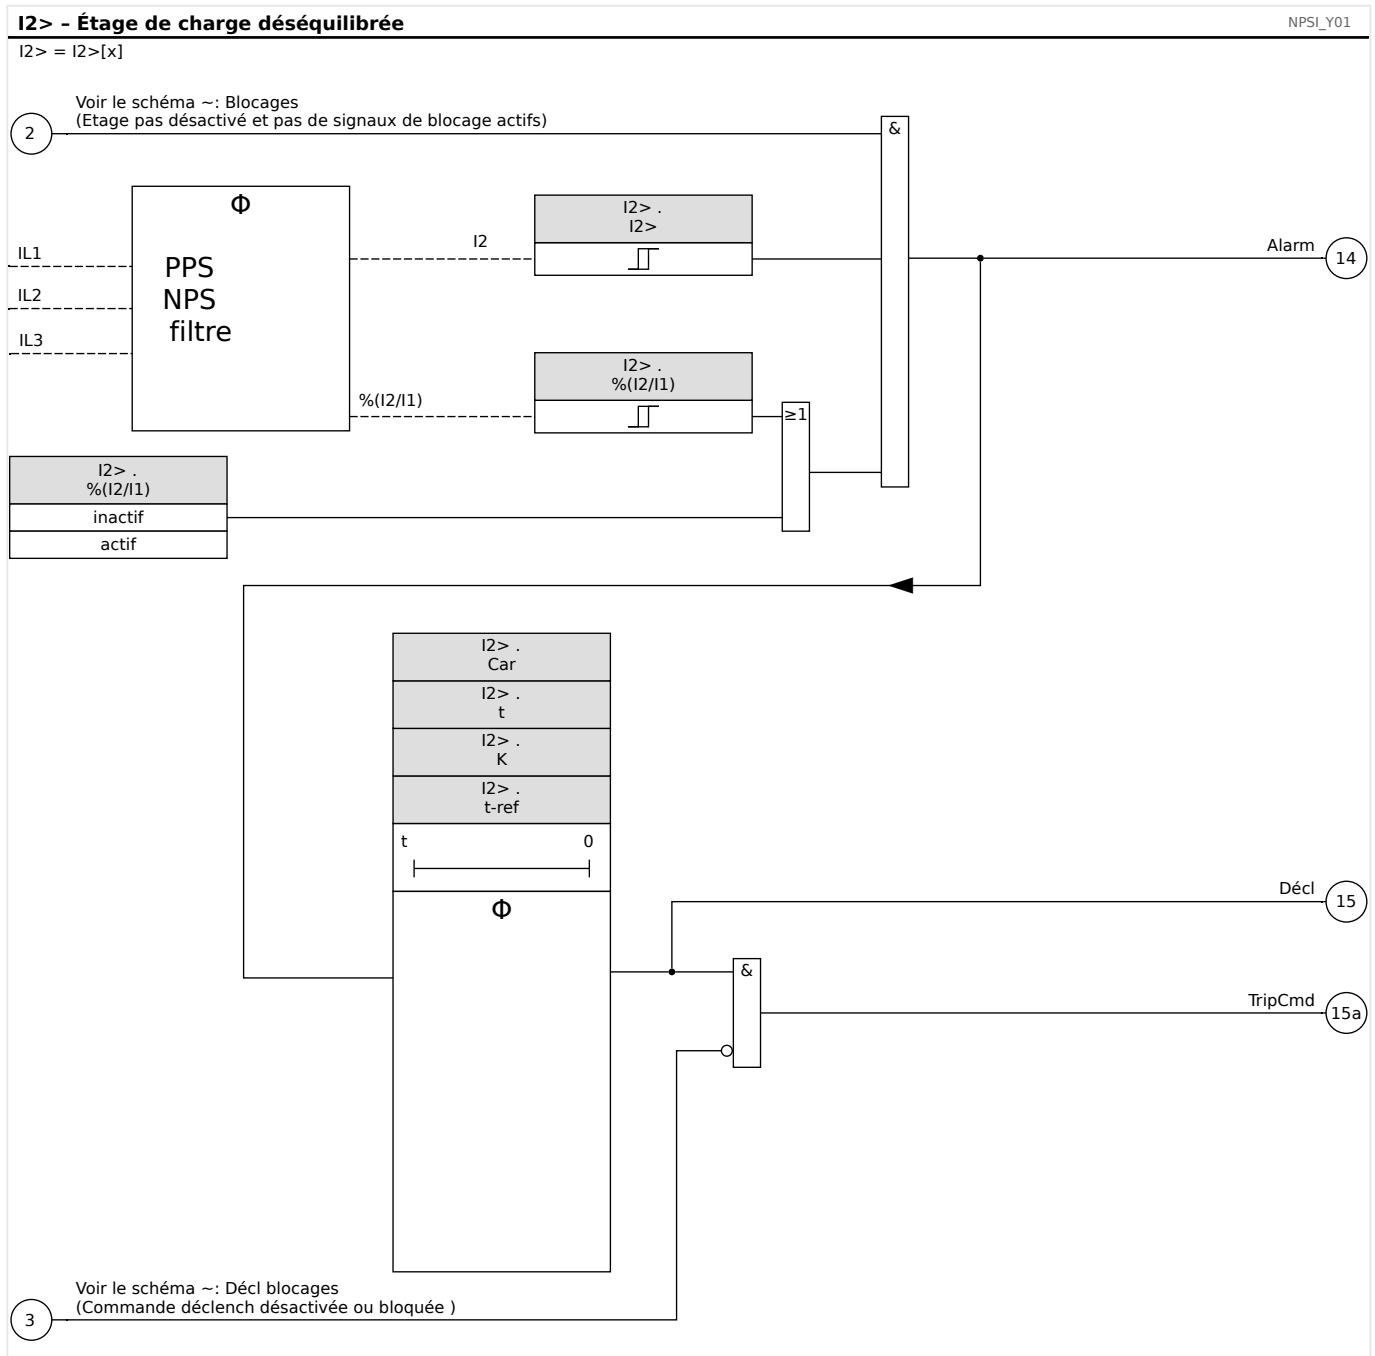 I2> – Étage de charge déséquilibrée
NPSI_Y01
I2> = I2>[x]
Voir le schéma ~: Blocages
(Etage pas désactivé et pas de signaux de blocage actifs)
2
&
Φ
PPS
NPS
filtre
IL1
IL2
IL3
I2
I2> .
I2>
Alarm
14
%(I2/I1)
I2> .
%(I2/I1)
≥1
I2> .
%(I2/I1)
inactif
actif
I2> .
Car
I2> .
t
I2> .
K
I2> .
t-ref
t 0
Φ
Décl
15
&
TripCmd
15a
Voir le schéma ~: Décl blocages
(Commande déclench désactivée ou bloquée )
3